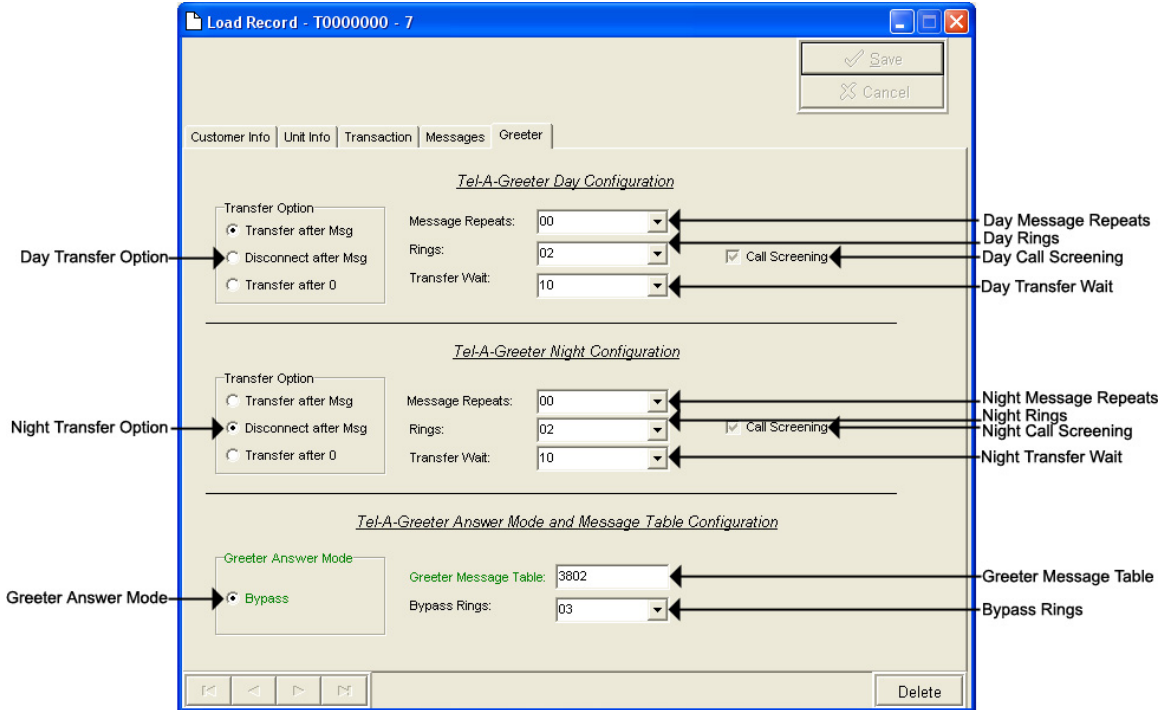 Load Record - T0000000 - 7
Save
Cancel
Customer Info Unit Info Transaction Messages Greeter
Tel-A-Greeter Day Configuration
Transfer Option
Transfer after Msg
Disconnect after Msg
Transfer after 0
Message Repeats: 00
Rings: 02
Transfer Wait: 10
Call Screening
Day Transfer Option
Day Message Repeats
Day Rings
Day Call Screening
Day Transfer Wait
Tel-A-Greeter Night Configuration
Transfer Option
Transfer after Msg
Disconnect after Msg
Transfer after 0
Message Repeats: 00
Rings: 02
Transfer Wait: 10
Call Screening
Night Transfer Option
Night Message Repeats
Night Rings
Night Call Screening
Night Transfer Wait
Tel-A-Greeter Answer Mode and Message Table Configuration
Greeter Answer Mode
Bypass
Greeter Message Table: 3802
Bypass Rings: 03
Greeter Answer Mode
Greeter Message Table
Bypass Rings
Delete